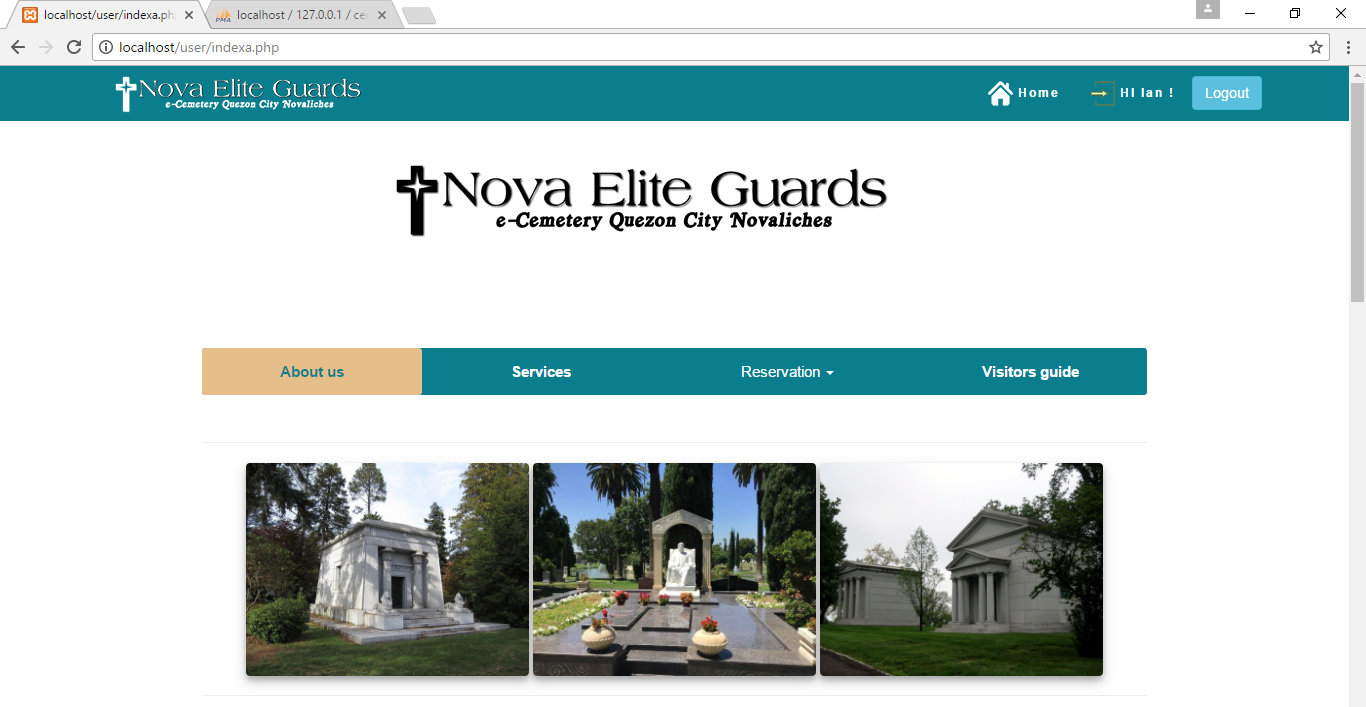 localhost/user/indexa.ph
localhost / 127.0.0.1 / ce
localhost/user/indexa.php
Nova Elite Guards
e-Cemetery Quezon City Novaliches
Home
HI Ian !
Logout
Nova Elite Guards
e-Cemetery Quezon City Novaliches
About us
Services
Reservation
Visitors guide